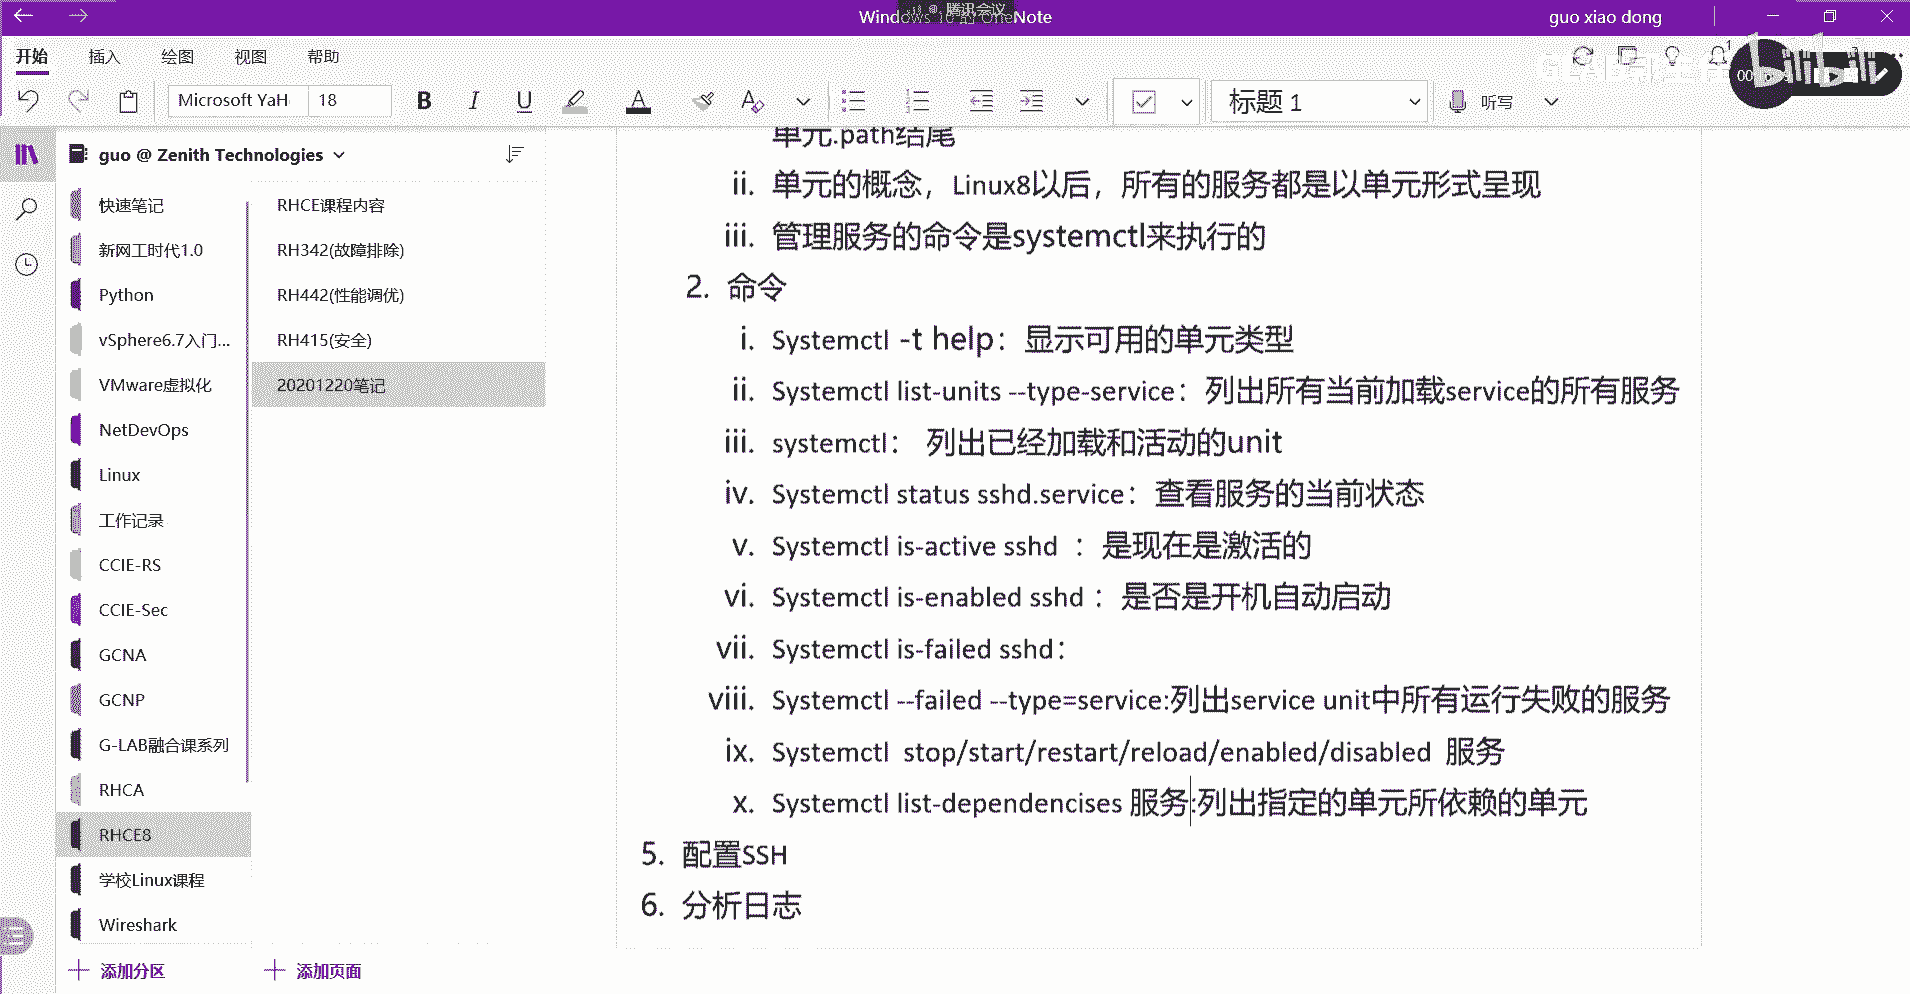 腾讯会议
guo xiao dong
开始 插入 绘图 视图 帮助
Microsoft YaH 18 B I U A 标题 1 听写
guo @ Zenith Technologies
快速笔记
新网工时代1.0
Python
vSphere6.7入门...
VMware虚拟化
NetDevOps
Linux
工作记录
CCIE-RS
CCIE-Sec
GCNA
GCNP
G-LAB融合课系列
RHCA
RHCE8
学校Linux课程
Wireshark
添加分区
RHCE课程内容
RH342(故障排除)
RH442(性能调优)
RH415(安全)
20201220笔记
添加页面
单元.path结尾
ii. 单元的概念，Linux8以后，所有的服务都是以单元形式呈现
iii. 管理服务的命令是systemctl来执行的
2. 命令
i. Systemctl -t help：显示可用的单元类型
ii. Systemctl list-units --type-service：列出所有当前加载service的所有服务
iii. systemctl： 列出已经加载和活动的unit
iv. Systemctl status sshd.service：查看服务的当前状态
v. Systemctl is-active sshd ：是现在是激活的
vi. Systemctl is-enabled sshd ：是否是开机自动启动
vii. Systemctl is-failed sshd：
viii. Systemctl --failed --type=service:列出service unit中所有运行失败的服务
ix. Systemctl stop/start/restart/reload/enabled/disabled 服务
x. Systemctl list-dependencises 服务:列出指定的单元所依赖的单元
5. 配置SSH
6. 分析日志
bilibili